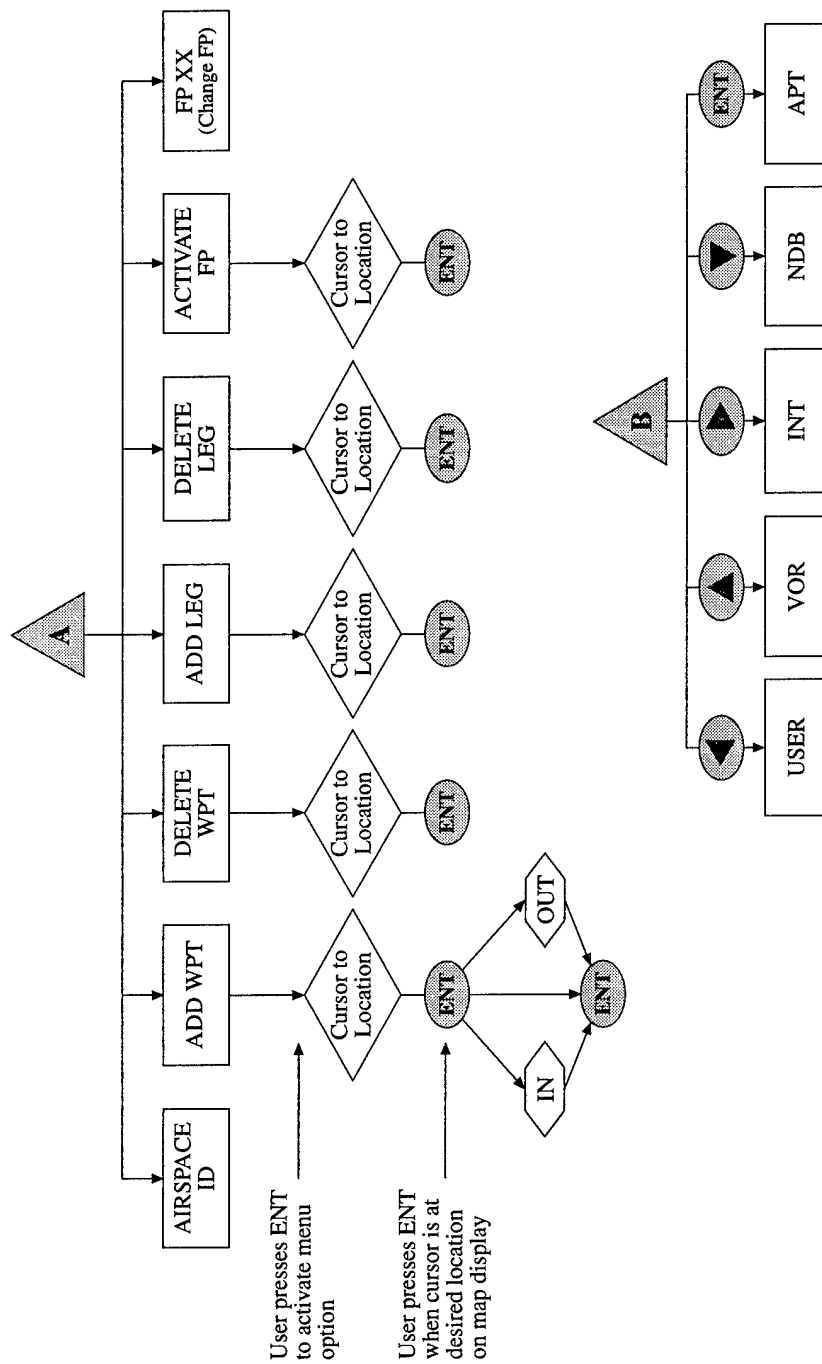 A
AIRSPACE
ID
ADD WPT
DELETE
WPT
ADD LEG
DELETE
LEG
ACTIVATE
FP
FP XX
(Change FP)
User presses ENT
to activate menu
option
Cursor to
Location
Cursor to
Location
Cursor to
Location
Cursor to
Location
Cursor to
Location
User presses ENT
when cursor is at
desired location
on map display
ENT
ENT
ENT
ENT
ENT
IN
OUT
ENT
B
ENT
USER
VOR
INT
NDB
APT